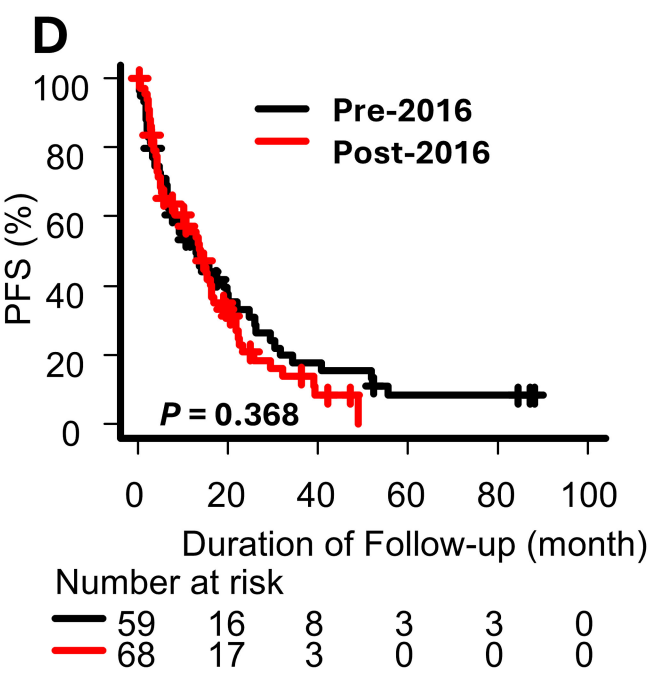 D
100
80
60
40
20
0
PFS (%)
Pre-2016
Post-2016
P = 0.368
0 20 40 60 80 100
Duration of Follow-up (month)
Number at risk
59 16 8 3 3 0
68 17 3 0 0 0